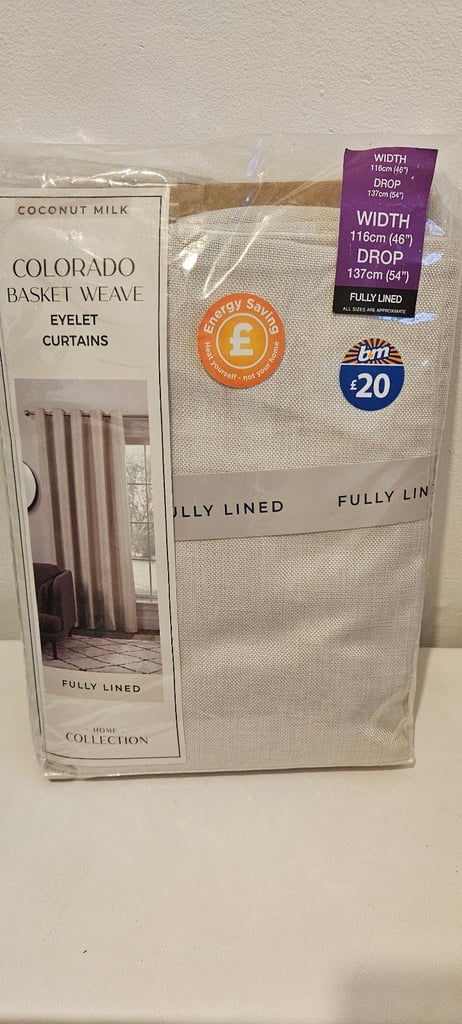 COCONUT MILK
COLORADO
BASKET WEAVE
EYELET
CURTAINS
FULLY LINED
- HOME -
COLLECTION
WIDTH
116cm (46")
DROP
137cm (54")
WIDTH
116cm (46")
DROP
137cm (54")
FULLY LINED
ALL SIZES ARE APPROXIMATE
Energy Saving
£
Heat yourself - not your home
bm
£20
ULLY LINED
FULLY LIN